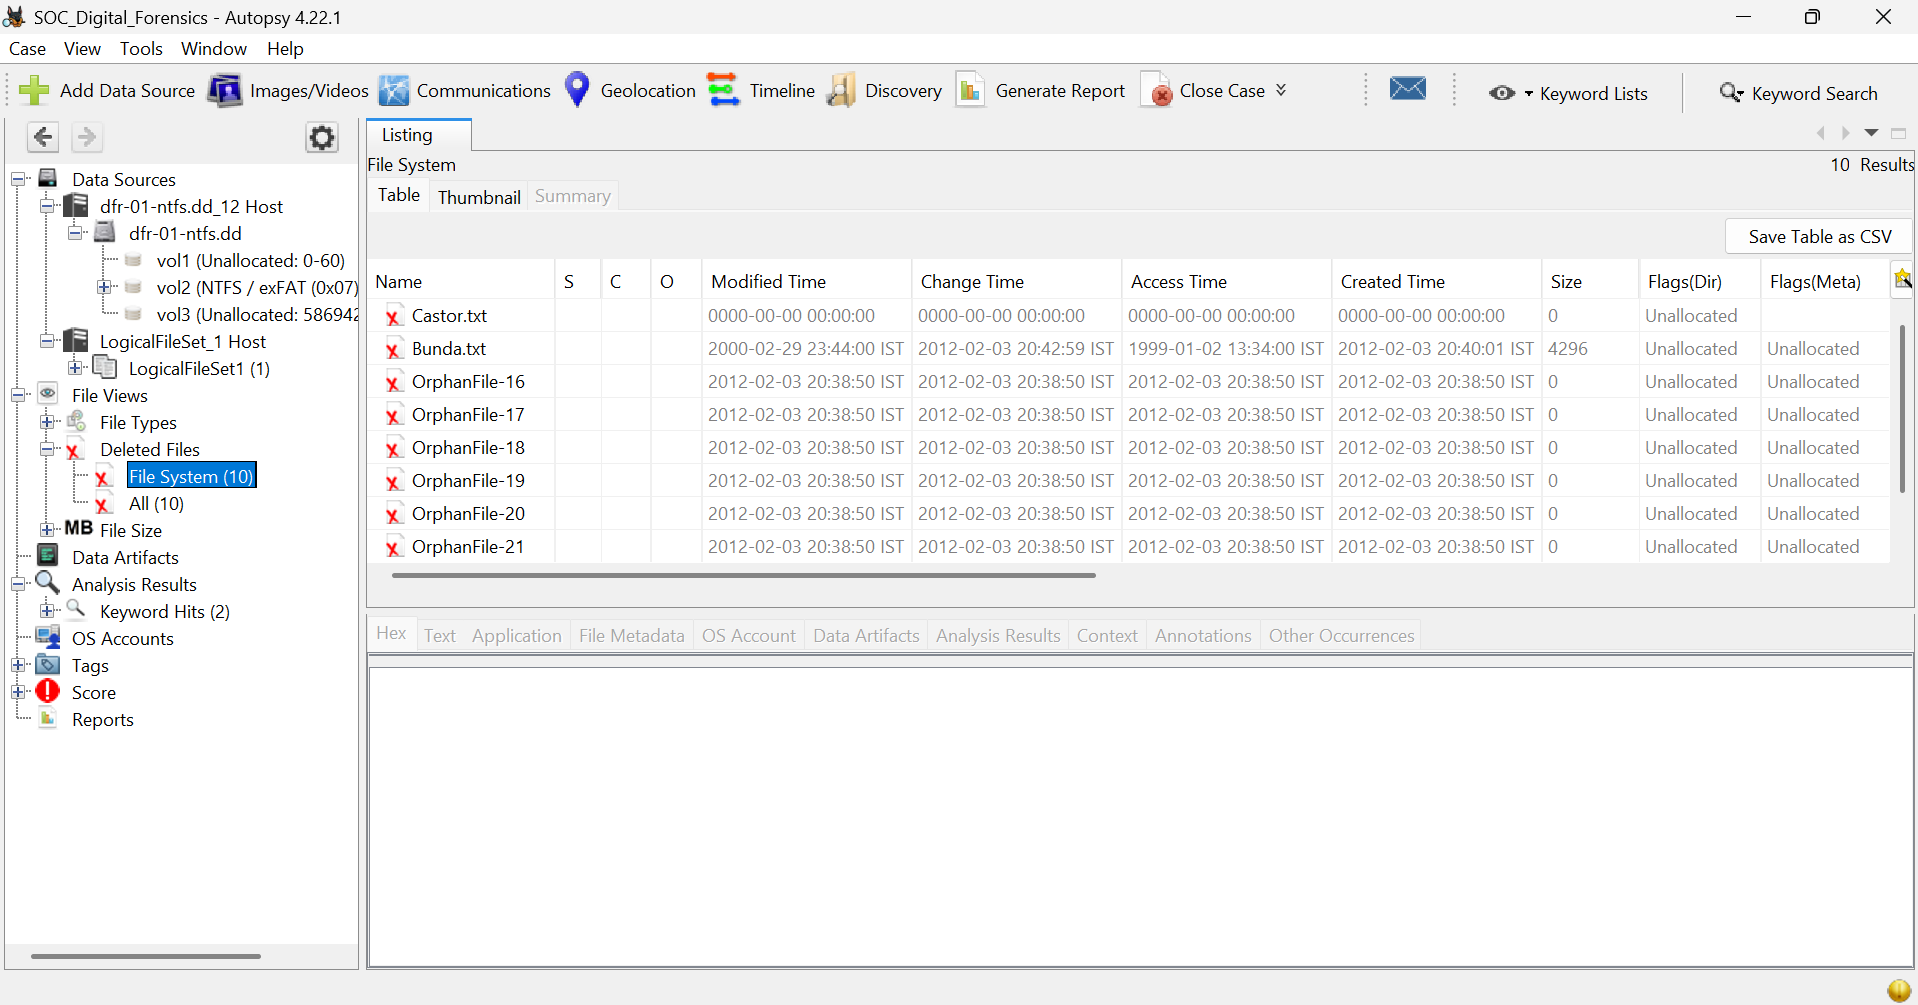 SOC_Digital_Forensics - Autopsy 4.22.1
Case View Tools Window Help
Add Data Source Images/Videos Communications Geolocation Timeline Discovery Generate Report Close Case Keyword Lists Keyword Search
Data Sources
dfr-01-ntfs.dd_12 Host
dfr-01-ntfs.dd
vol1 (Unallocated: 0-60)
vol2 (NTFS / exFAT (0x07)
vol3 (Unallocated: 586942
LogicalFileSet_1 Host
LogicalFileSet1 (1)
File Views
File Types
Deleted Files
File System (10)
All (10)
MB File Size
Data Artifacts
Analysis Results
Keyword Hits (2)
OS Accounts
Tags
Score
Reports
Listing
File System 10 Results
Table Thumbnail Summary
Save Table as CSV
Name S C O Modified Time Change Time Access Time Created Time Size Flags(Dir) Flags(Meta)
Castor.txt 0000-00-00 00:00:00 0000-00-00 00:00:00 0000-00-00 00:00:00 0000-00-00 00:00:00 0 Unallocated
Bunda.txt 2000-02-29 23:44:00 IST 2012-02-03 20:42:59 IST 1999-01-02 13:34:00 IST 2012-02-03 20:40:01 IST 4296 Unallocated Unallocated
OrphanFile-16 2012-02-03 20:38:50 IST 2012-02-03 20:38:50 IST 2012-02-03 20:38:50 IST 2012-02-03 20:38:50 IST 0 Unallocated Unallocated
OrphanFile-17 2012-02-03 20:38:50 IST 2012-02-03 20:38:50 IST 2012-02-03 20:38:50 IST 2012-02-03 20:38:50 IST 0 Unallocated Unallocated
OrphanFile-18 2012-02-03 20:38:50 IST 2012-02-03 20:38:50 IST 2012-02-03 20:38:50 IST 2012-02-03 20:38:50 IST 0 Unallocated Unallocated
OrphanFile-19 2012-02-03 20:38:50 IST 2012-02-03 20:38:50 IST 2012-02-03 20:38:50 IST 2012-02-03 20:38:50 IST 0 Unallocated Unallocated
OrphanFile-20 2012-02-03 20:38:50 IST 2012-02-03 20:38:50 IST 2012-02-03 20:38:50 IST 2012-02-03 20:38:50 IST 0 Unallocated Unallocated
OrphanFile-21 2012-02-03 20:38:50 IST 2012-02-03 20:38:50 IST 2012-02-03 20:38:50 IST 2012-02-03 20:38:50 IST 0 Unallocated Unallocated
Hex Text Application File Metadata OS Account Data Artifacts Analysis Results Context Annotations Other Occurrences